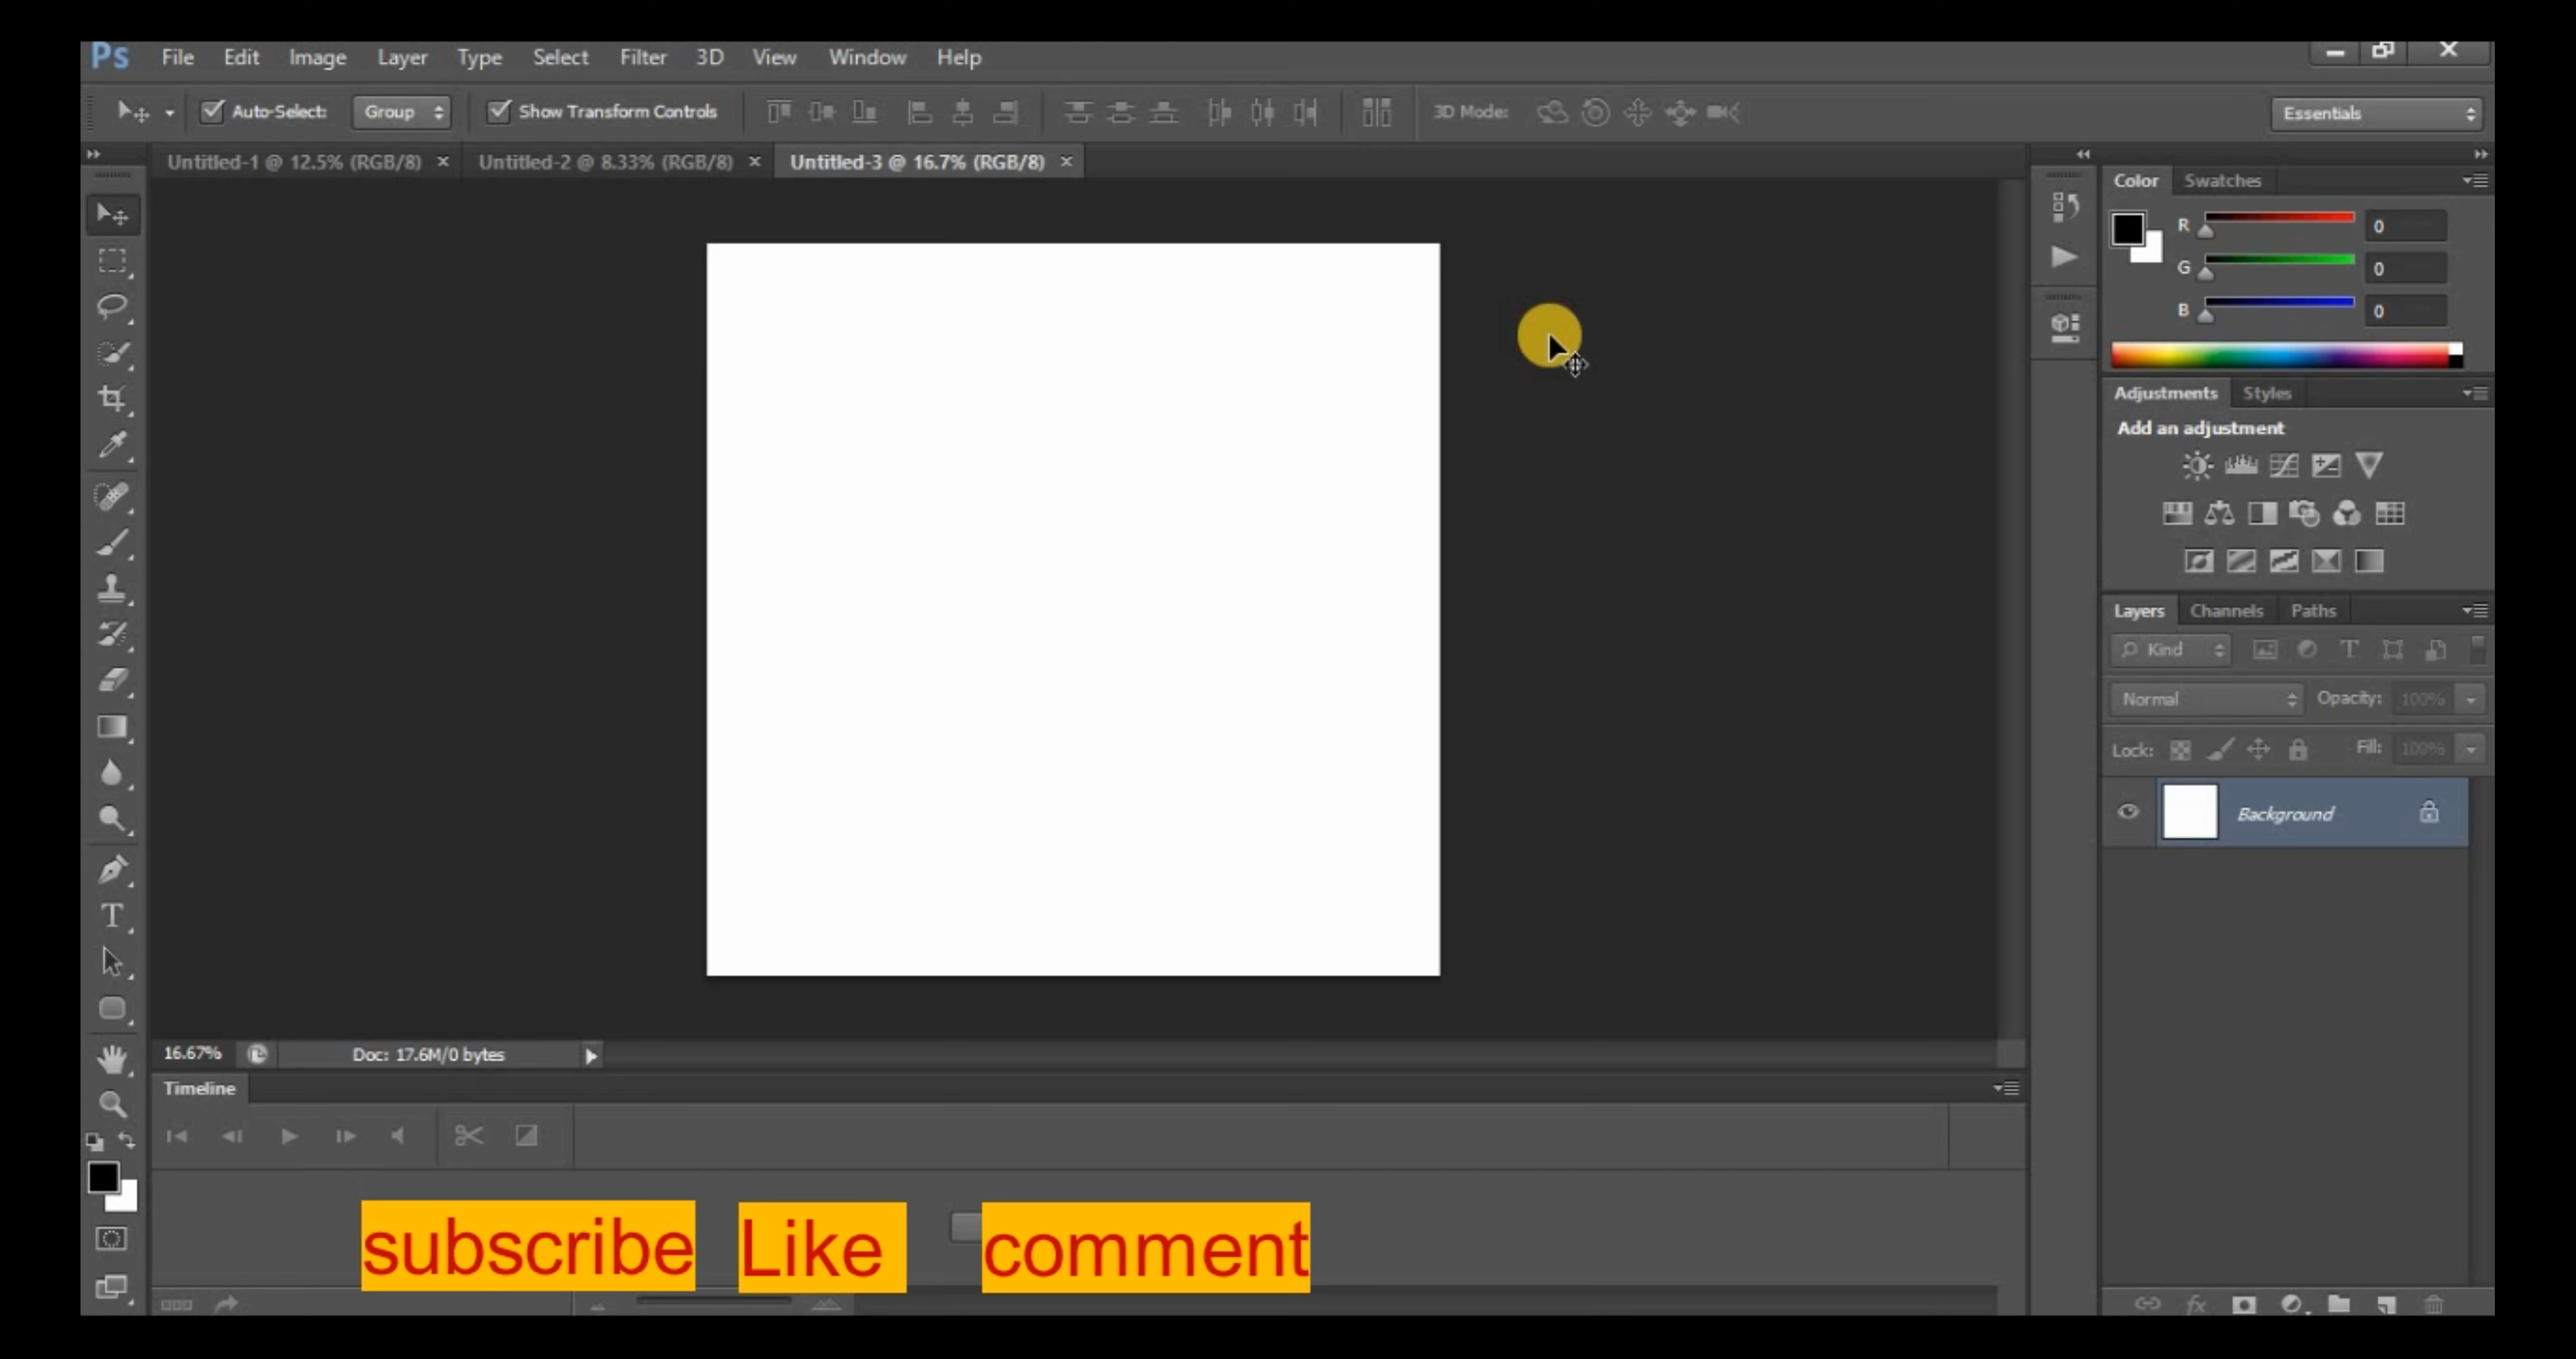 Ps File Edit Image Layer Type Select Filter 3D View Window Help
Auto-Select: Group Show Transform Controls 3D Mode: Essentials
Untitled-1 @ 12.5% (RGB/8) × Untitled-2 @ 8.33% (RGB/8) × Untitled-3 @ 16.7% (RGB/8) ×
Color Swatches
R 0
G 0
B 0
Adjustments Styles
Add an adjustment
Layers Channels Paths
Kind
Normal Opacity: 100%
Lock: Fill: 100%
Background
16.67% Doc: 17.6M/0 bytes
Timeline
subscribe Like comment
fx